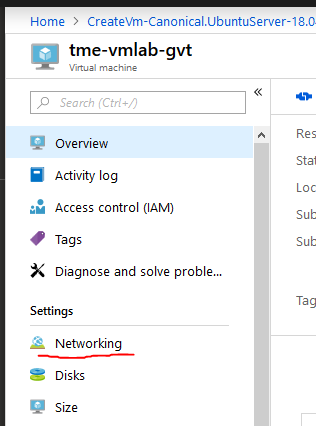 Home > CreateVm-Canonical.UbuntuServer-18.0
tme-vmlab-gvt
Virtual machine
Search (Ctrl+/)
«
Overview
Activity log
Access control (IAM)
Tags
Diagnose and solve proble...
Settings
Networking
Disks
Size
Res
Stat
Loc
Sub
Sub
Tag